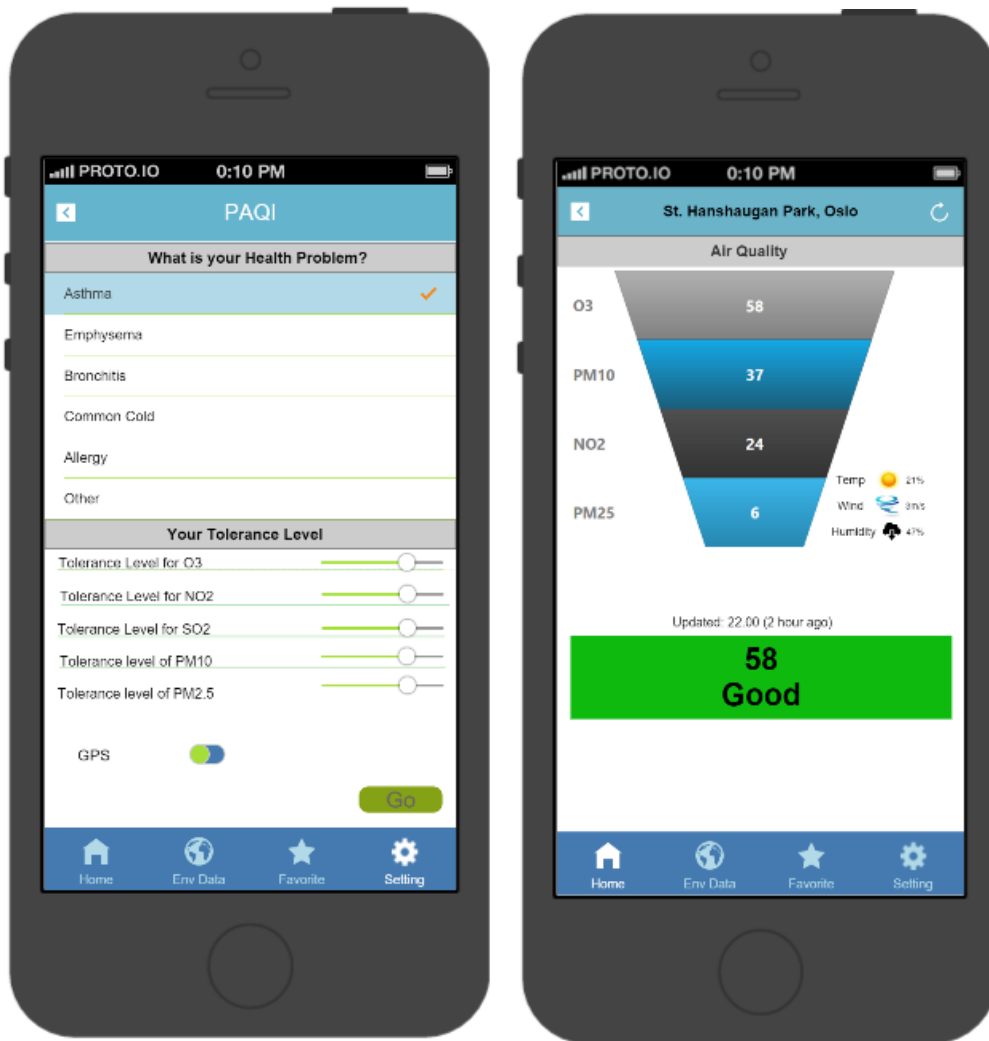 PROTO.IO 0:10 PM
PAQI
What is your Health Problem?
Asthma
Emphysema
Bronchitis
Common Cold
Allergy
Other
Your Tolerance Level
Tolerance Level for O3
Tolerance Level for NO2
Tolerance Level for SO2
Tolerance level of PM10
Tolerance level of PM2.5
GPS
Go
Home Env Data Favorite Setting
PROTO.IO 0:10 PM
St. Hanshaugan Park, Oslo
Air Quality
O3 58
PM10 37
NO2 24
Temp 21%
Wind 3m/s
PM25 6
Humidity 47%
Updated: 22.00 (2 hour ago)
58
Good
Home Env Data Favorite Setting